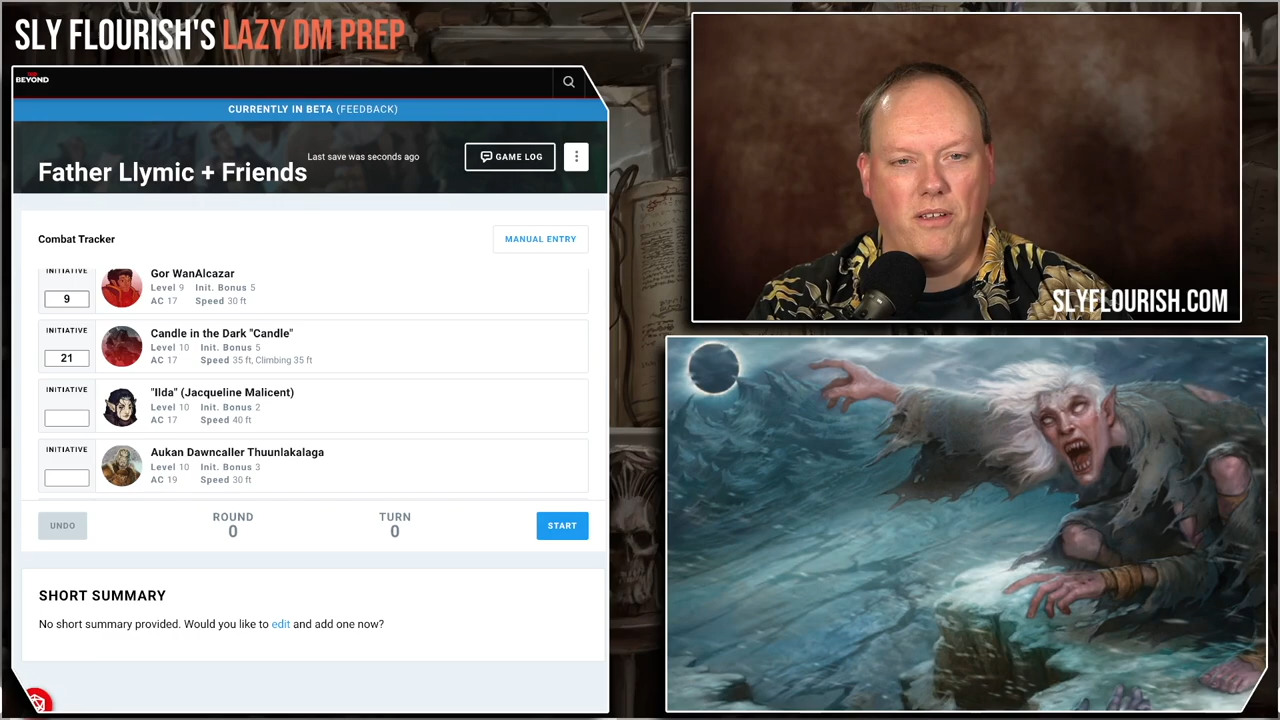 SLY FLOURISH'S LAZY DM PREP
BEYOND
CURRENTLY IN BETA (FEEDBACK)
Last save was seconds ago
GAME LOG
Father Llymic + Friends
Combat Tracker
MANUAL ENTRY
INITIATIVE
9
Gor WanAlcazar
Level 9 Init. Bonus 5
AC 17 Speed 30 ft
INITIATIVE
21
Candle in the Dark "Candle"
Level 10 Init. Bonus 5
AC 17 Speed 35 ft, Climbing 35 ft
INITIATIVE
"Ilda" (Jacqueline Malicent)
Level 10 Init. Bonus 2
AC 17 Speed 40 ft
INITIATIVE
Aukan Dawncaller Thuunlakalaga
Level 10 Init. Bonus 3
AC 19 Speed 30 ft
UNDO
ROUND
0
TURN
0
START
SHORT SUMMARY
No short summary provided. Would you like to edit and add one now?
SLYFLOURISH.COM